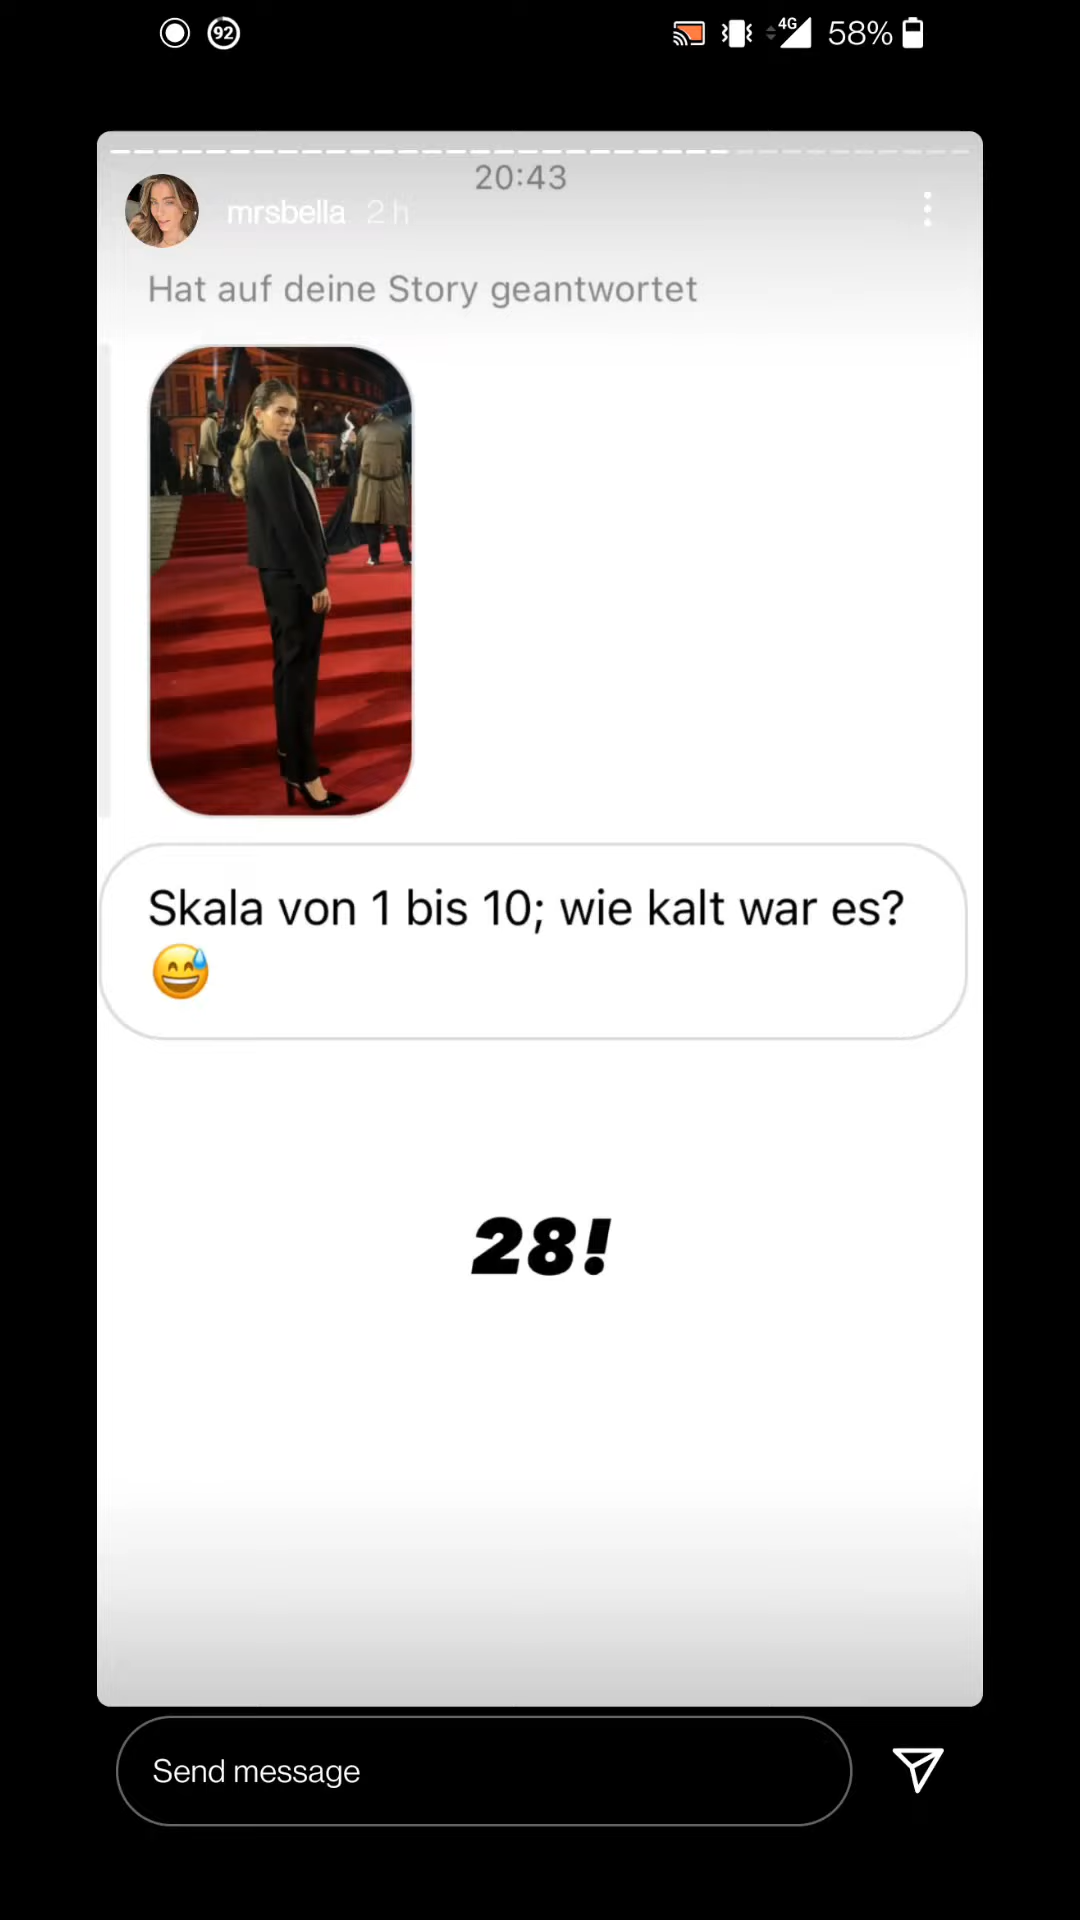 92
4G
58%
20:43
mrsbella 2 h
Hat auf deine Story geantwortet
Skala von 1 bis 10; wie kalt war es?
😅
28!
Send message